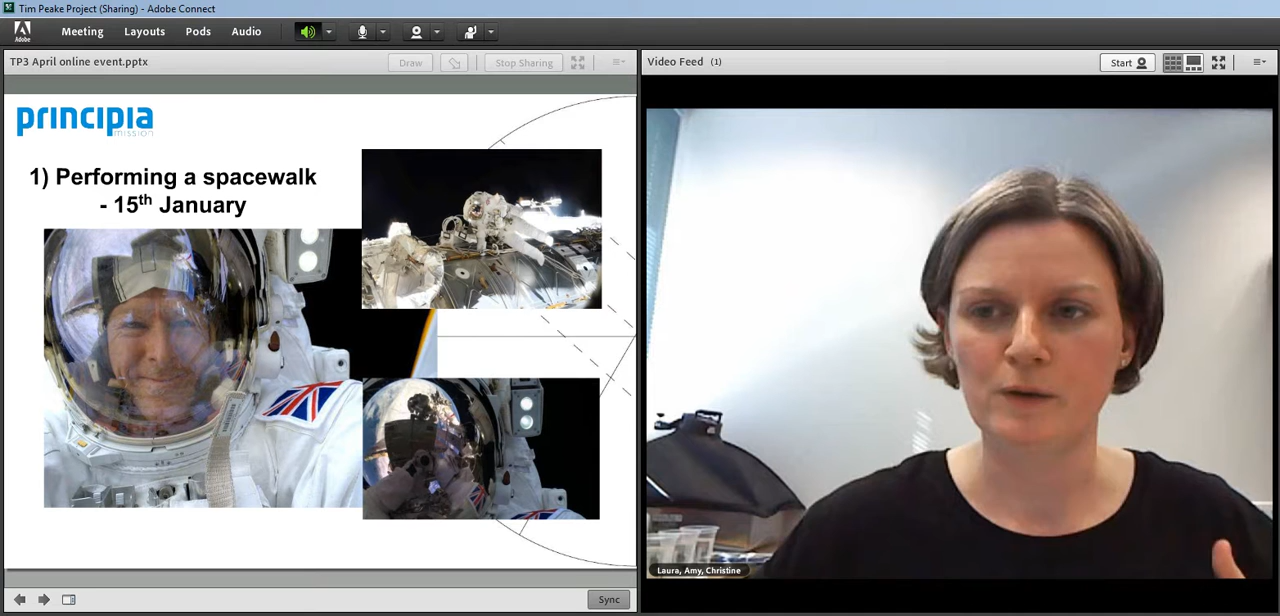 Tim Peake Project (Sharing) - Adobe Connect
Adobe
Meeting
Layouts
Pods
Audio
TP3 April online event.pptx
Draw
Stop Sharing
Video Feed (1)
Start
principia
mission
1) Performing a spacewalk
- 15th January
Laura, Amy, Christine
Sync